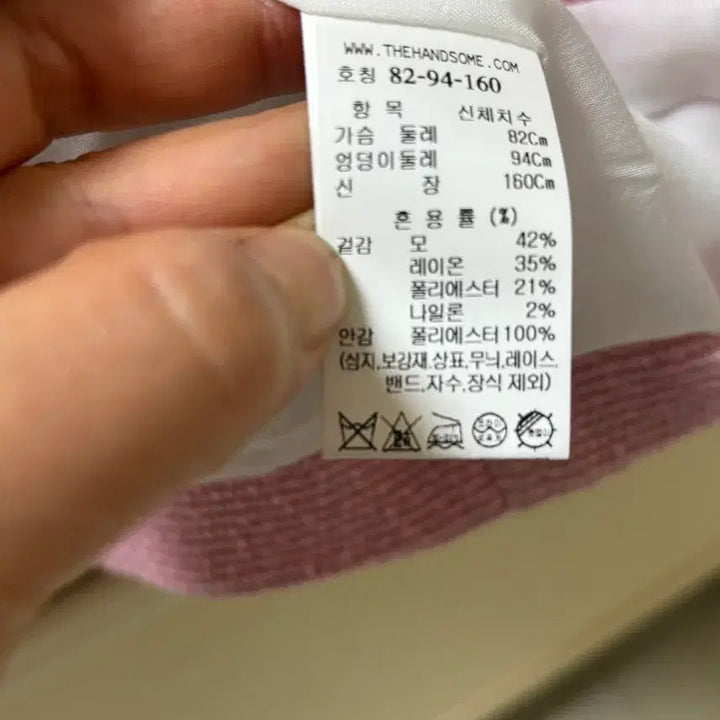 WWW.THEHANDSOME.COM
호칭 82-94-160
항 목 신체치수
가슴 둘레 82Cm
엉덩이둘레 94Cm
신 장 160Cm
혼 용 률 (%)
겉감 모 42%
레이온 35%
폴리에스터 21%
나일론 2%
안감 폴리에스터 100%
(심지,보강재,상표,무늬,레이스,
밴드,자수,장식 제외)